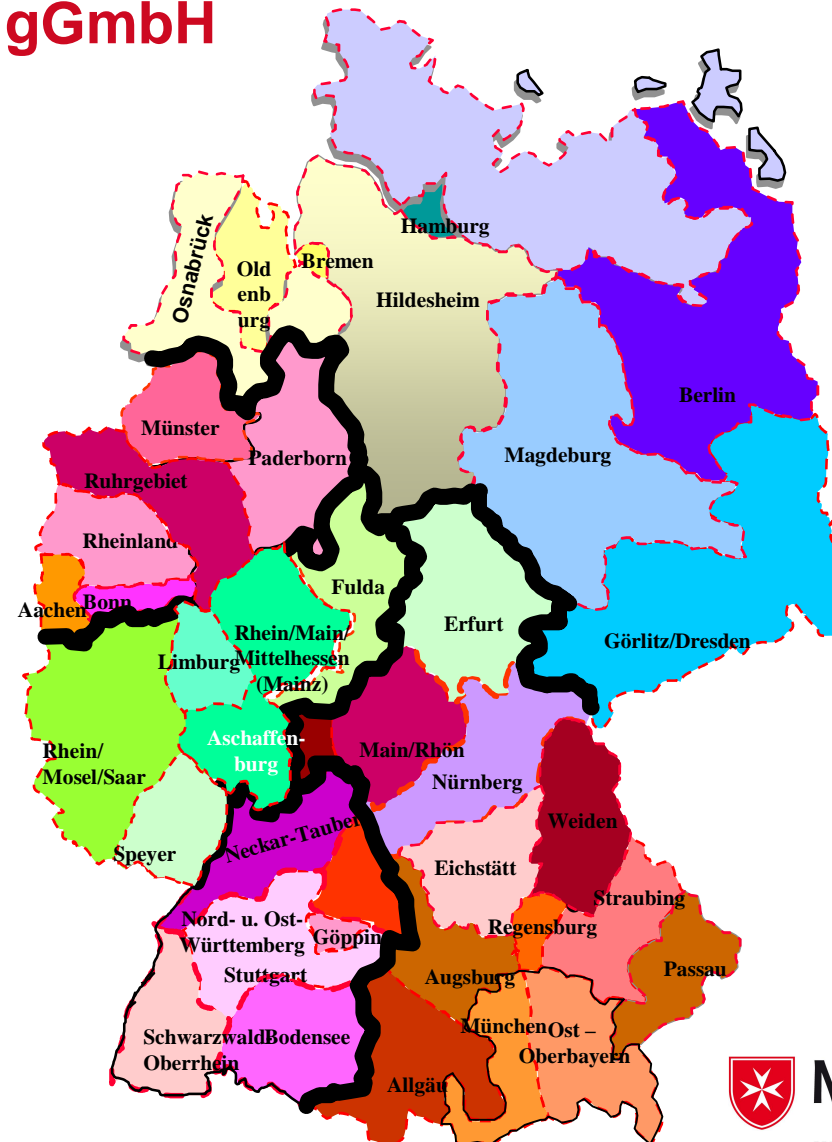 gGmbH
Hamburg
Osnabrück
Old
enb
urg
Bremen
Hildesheim
Berlin
Münster
Paderborn
Magdeburg
Ruhrgebiet
Rheinland
Fulda
Aachen
Bonn
Erfurt
Rhein/Main/
Mittelhessen
(Mainz)
Limburg
Görlitz/Dresden
Aschaffen-
burg
Rhein/
Mosel/Saar
Main/Rhön
Nürnberg
Weiden
Neckar-Tauber
Speyer
Eichstätt
Straubing
Nord- u. Ost-
Württemberg
Göppin
Regensburg
Stuttgart
Augsburg
Passau
München
Ost –
Oberbayern
Schwarzwald
Oberrhein
Bodensee
Allgäu
M